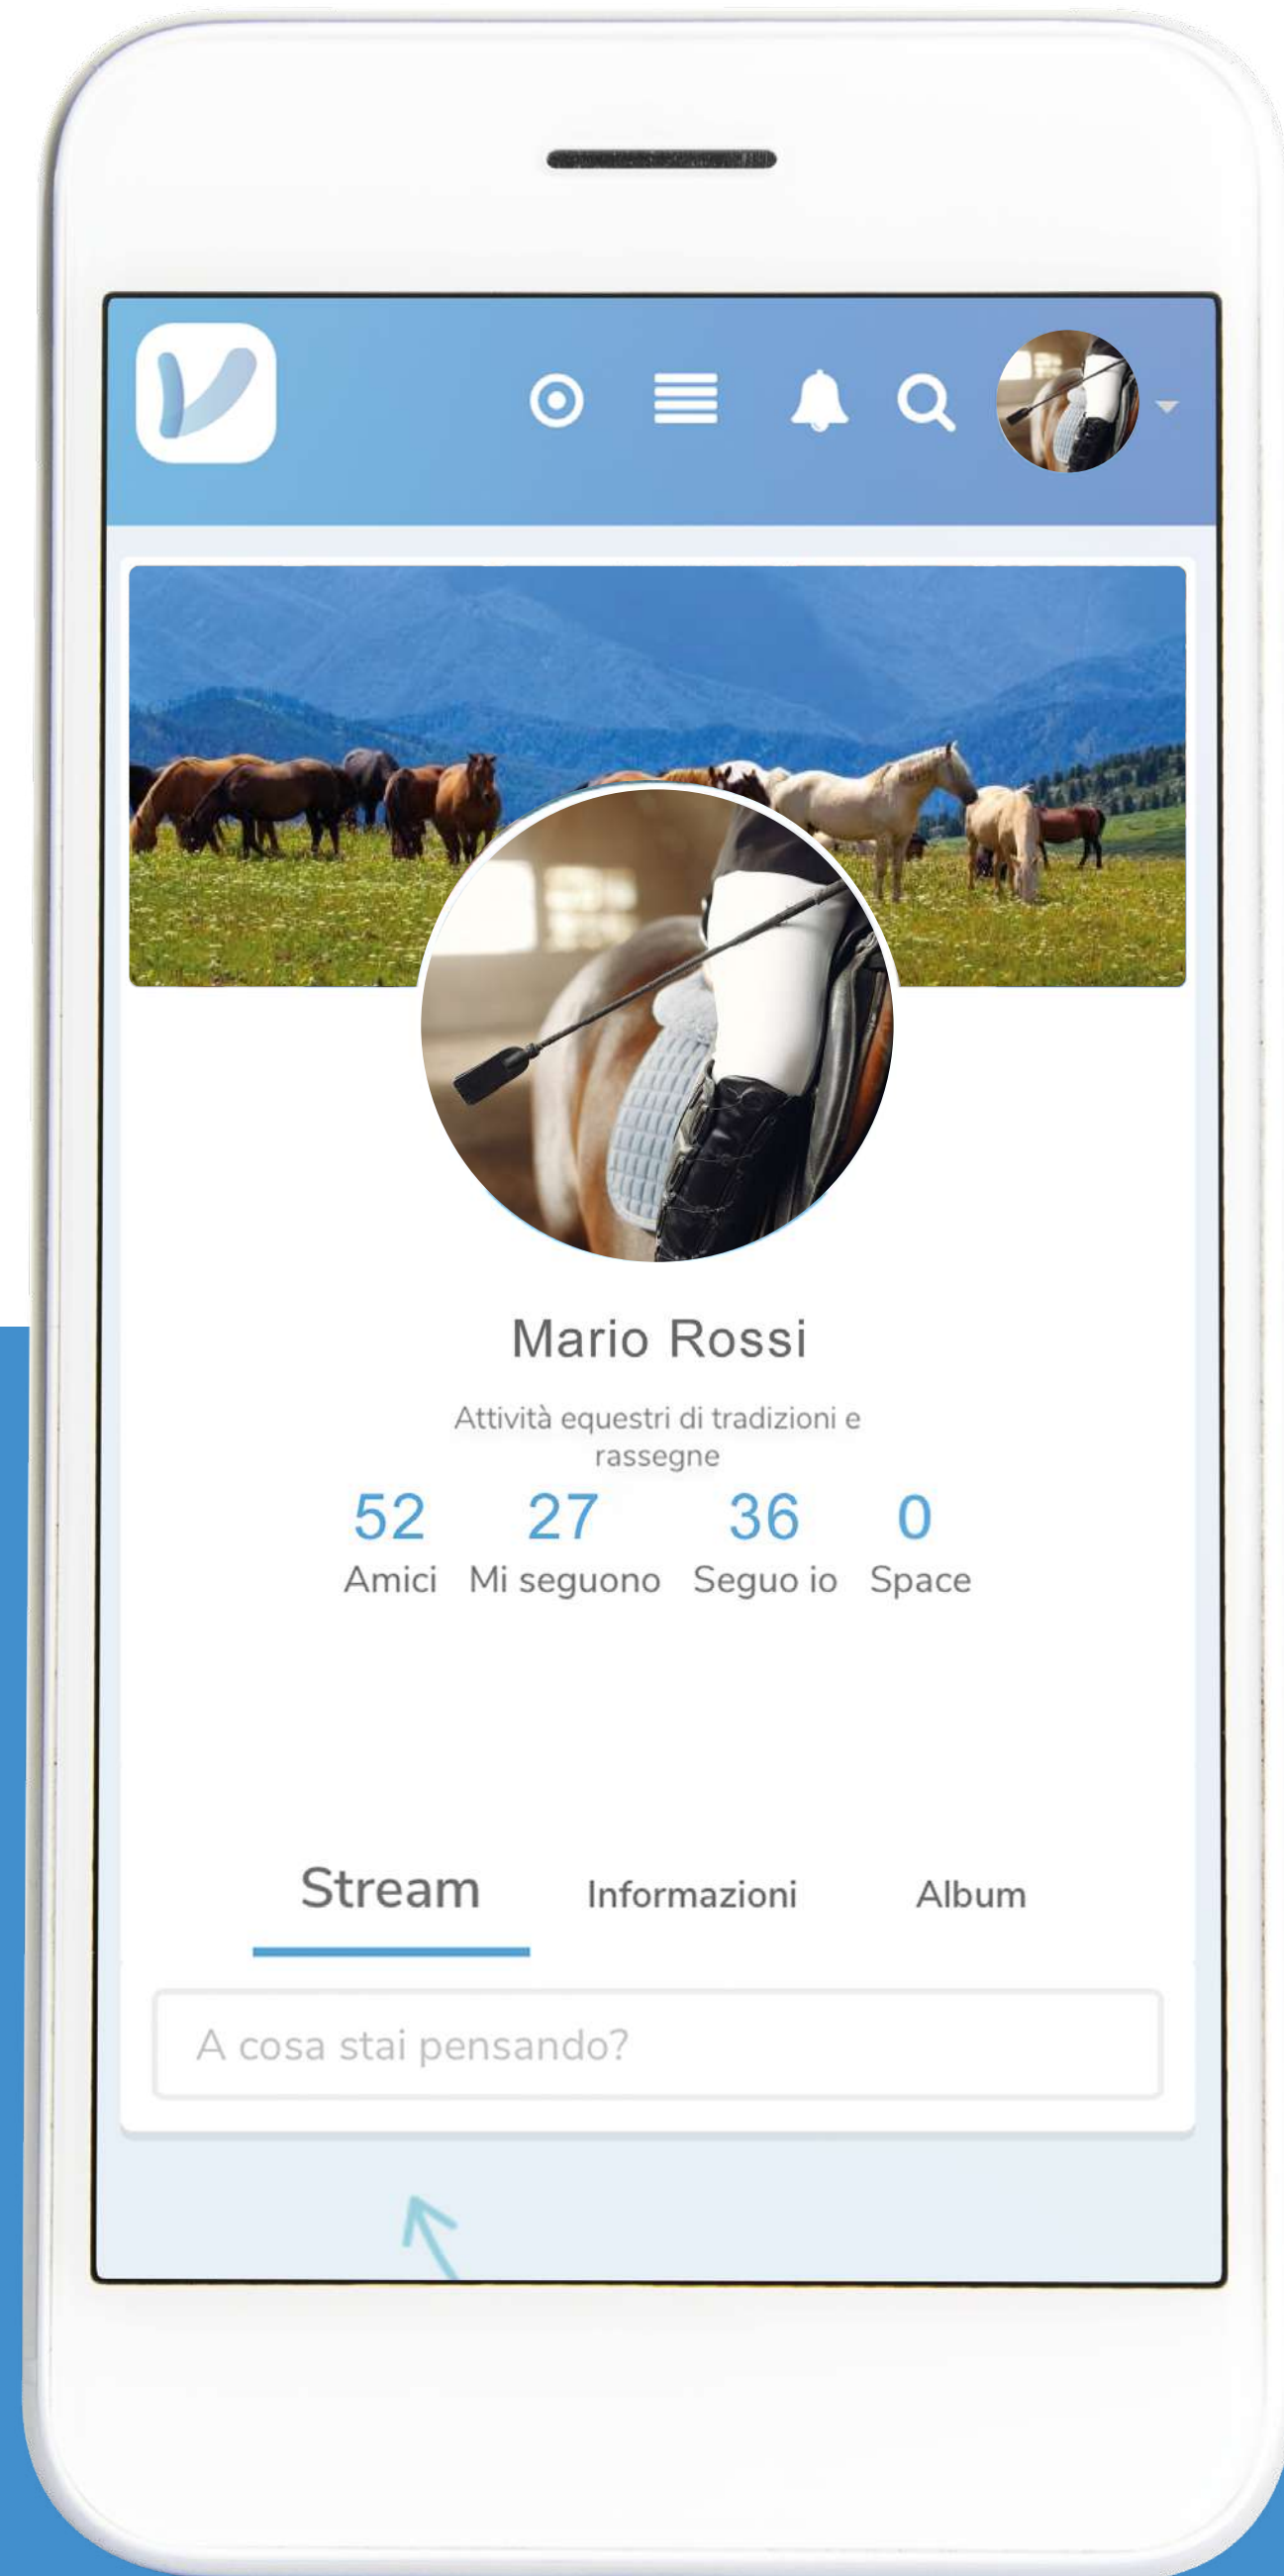 Mario Rossi
Attività equestri di tradizioni e
rassegne
52 27 36 0
Amici Mi seguono Seguo io Space
Stream Informazioni Album
A cosa stai pensando?